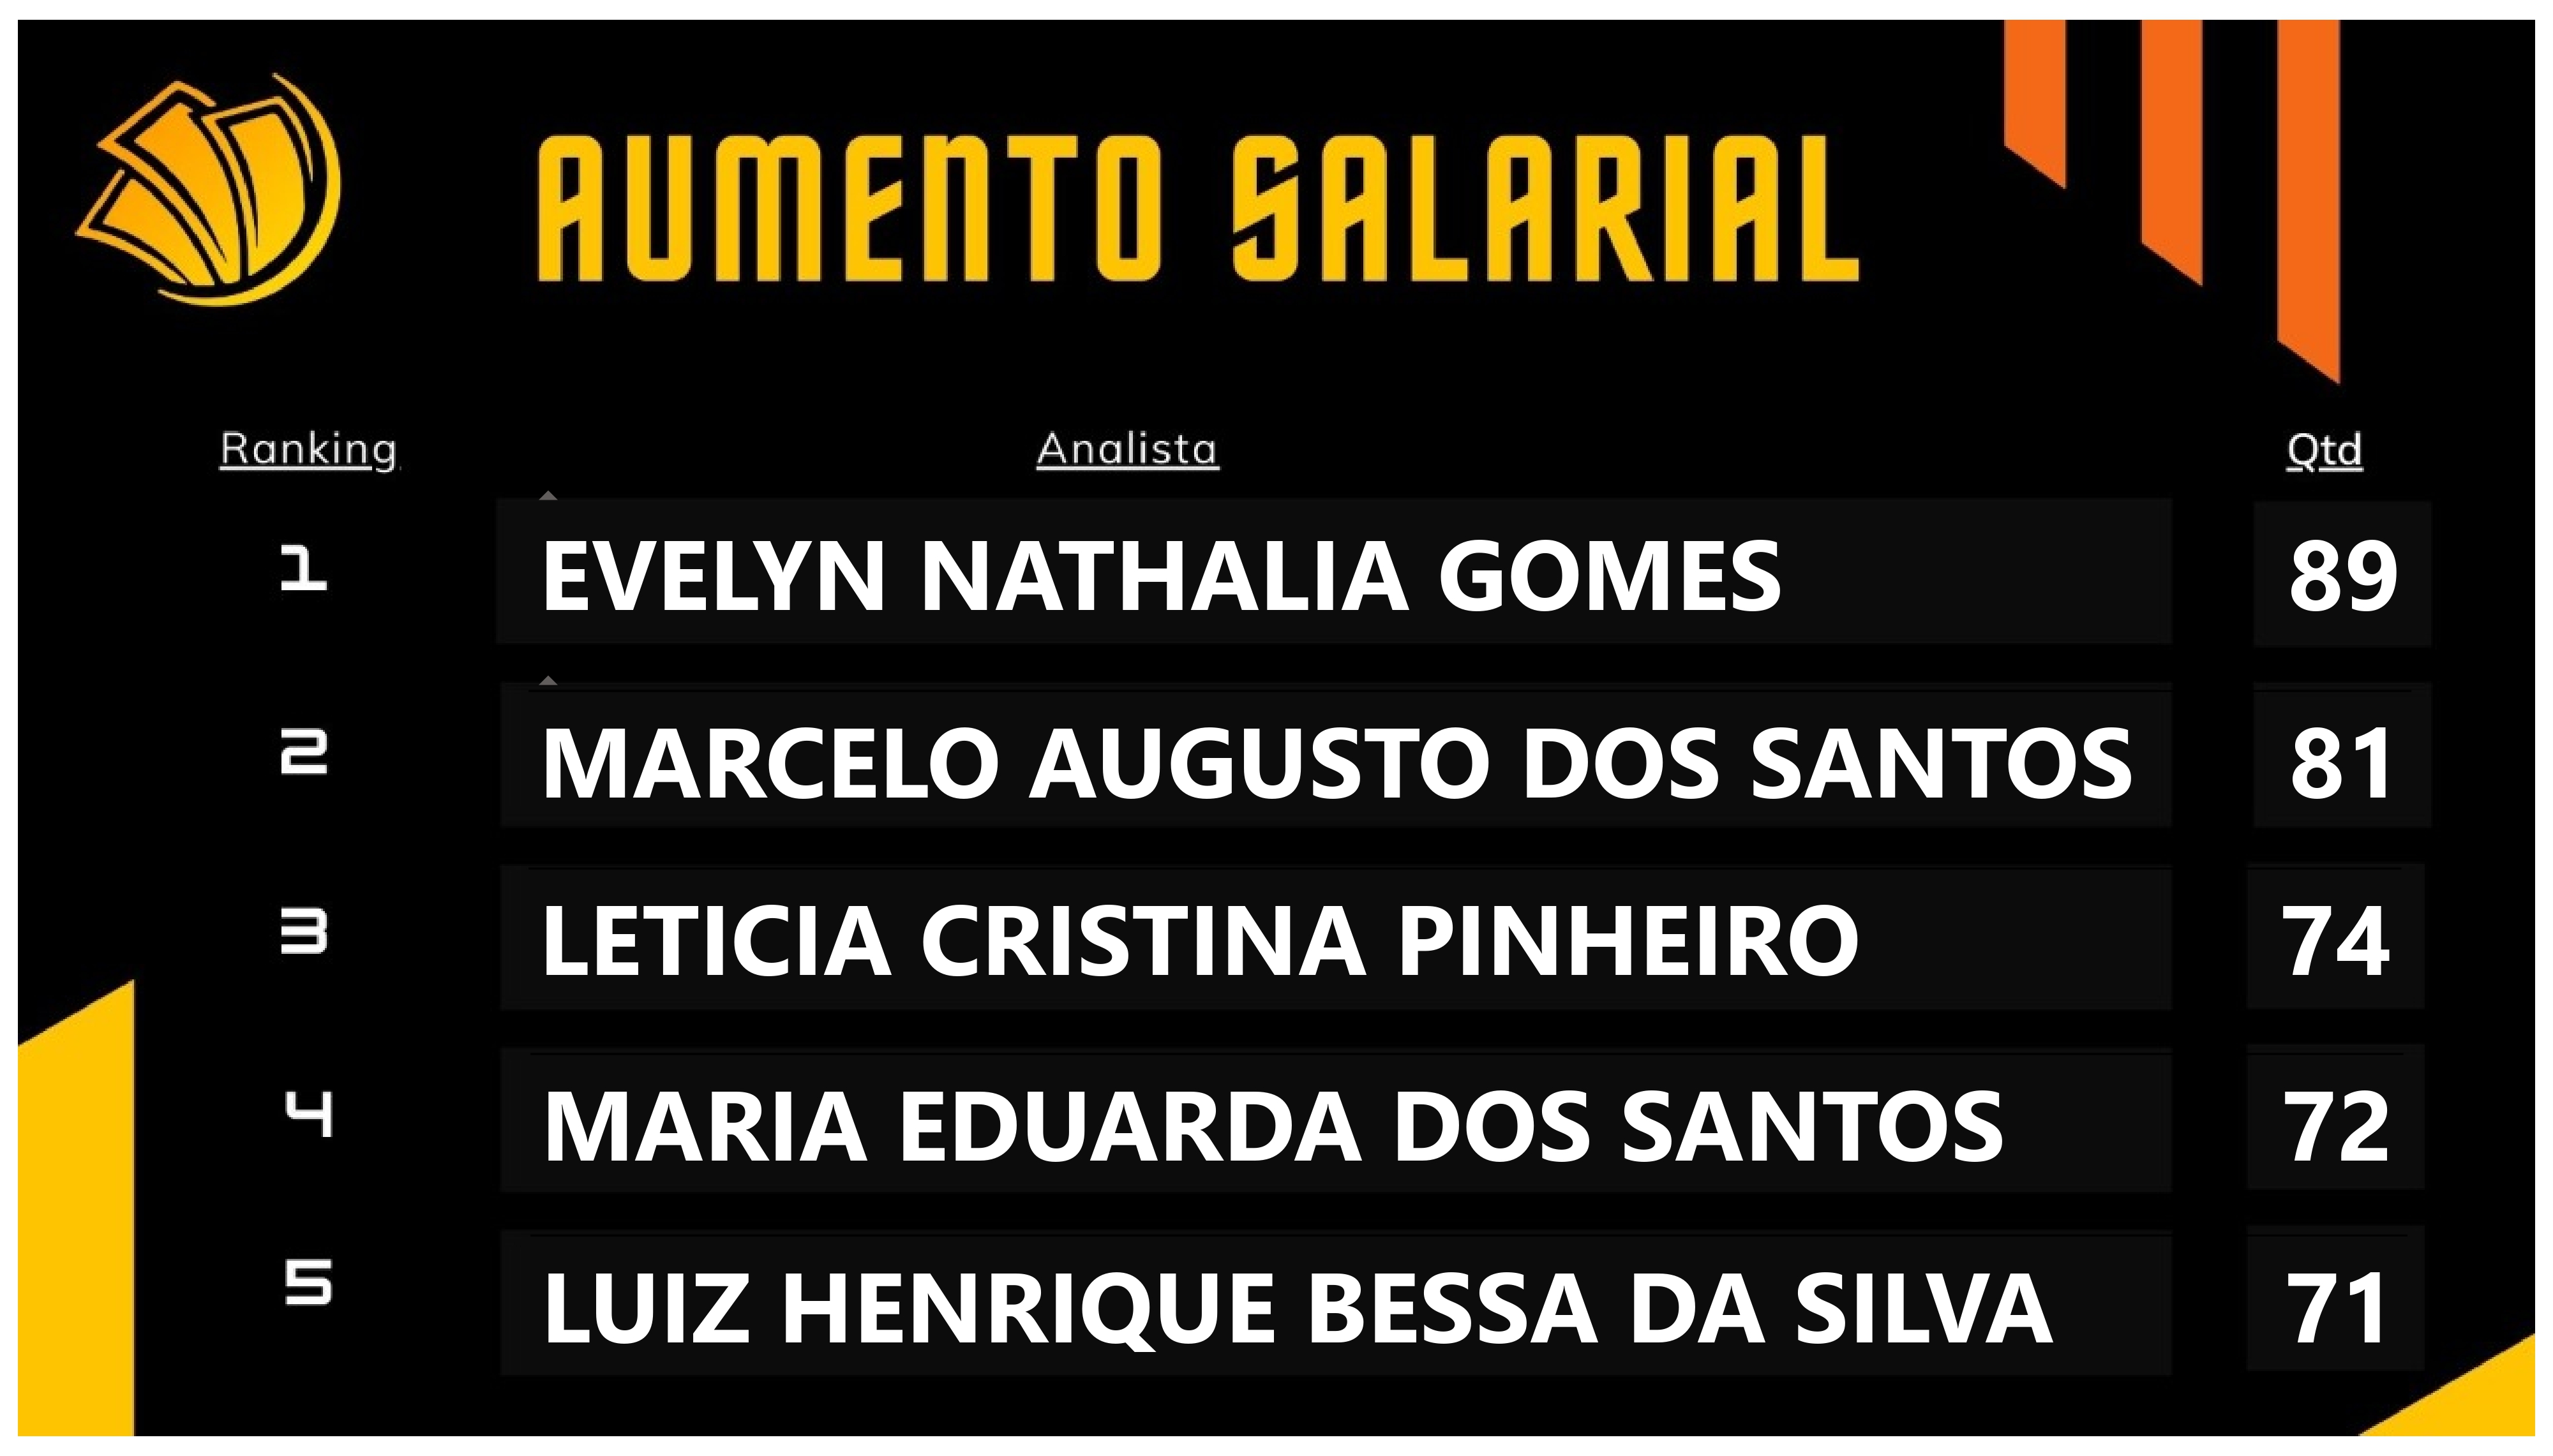 AUMENTO SALARIAL
Ranking Analista Qtd
1 EVELYN NATHALIA GOMES 89
2 MARCELO AUGUSTO DOS SANTOS 81
3 LETICIA CRISTINA PINHEIRO 74
4 MARIA EDUARDA DOS SANTOS 72
5 LUIZ HENRIQUE BESSA DA SILVA 71